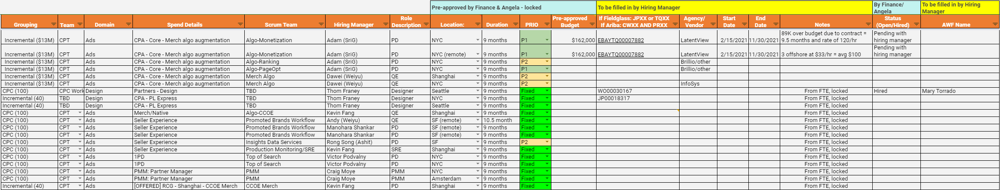 Pre-approved by Finance & Angela - locked To be filled in by Hiring Manager By Finance/ Angela To be filled in by Hiring Manager
Grouping Team Domain Spend Details Scrum Team Hiring Manager Role Description Location: Duration PRIO Pre-approved Budget If Fieldglass: JPXX or TQXX If Ariba: CWXX AND PRXX Agency/ Vendor Start Date End Date Notes Status (Open/Hired) AWF Name
Incremental ($13M) CPT Ads CPA - Core - Merch algo augmentation Algo-Monetization Adam (SriG) PD NYC 9 months P1 $162,000 EBAYTQ00007882 LatentView 2/15/2021 11/30/2021 89K over budget due to contract = 9.5 months and rate of 120/hr Pending with hiring manager
Incremental ($13M) CPT Ads CPA - Core - Merch algo augmentation Algo-Monetization Adam (SriG) PD NYC (remote) 9 months P1 $162,000 EBAYTQ00007882 LatentView 2/15/2021 11/30/2021 3 offshore at $33/hr = avg $100 Pending with hiring manager
Incremental ($13M) CPT Ads CPA - Core - Merch algo augmentation Algo-Ranking Adam (SriG) PD NYC 9 months P2 Brillio/other
Incremental ($13M) CPT Ads CPA - Core - Merch algo augmentation Algo-PageOpt Adam (SriG) PD NYC 9 months P1 Brillio/other
Incremental ($13M) CPT Ads CPA - Core - Merch algo augmentation Merch Algo Dawei (Weiyu) QE Shanghai 9 months P2
Incremental ($13M) CPT Ads CPA - Core - Merch algo augmentation Merch Algo Dawei (Weiyu) QE NYC 9 months P2 InfoSys
CPC (100) CPC Work Design Partners - Design TBD Thom Franey Designer Seattle 9 months Fixed WO00030167 From FTE, locked Hired Mary Torrado
Incremental (40) TBD Design CPA - PL Express TBD Thom Franey Designer NYC 9 months Fixed JP00018317 From FTE, locked
Incremental (40) TBD Design CPA - PL Express TBD Thom Franey Designer Seattle 9 months Fixed From FTE, locked
CPC (100) CPT Ads Merch/Native Algo-CCOE Kevin Fang QE Shanghai 9 months Fixed From FTE, locked
CPC (100) CPT Ads Seller Experience Promoted Brands Workflow Andy (Weiyu) QE SF (remote) 10.5 month Fixed From FTE, locked
CPC (100) CPT Ads Seller Experience Promoted Brands Workflow Manohara Shankar PD SF (remote) 9 months Fixed From FTE, locked
CPC (100) CPT Ads Seller Experience Promoted Brands Workflow Manohara Shankar PD SF (remote) 9 months Fixed From FTE, locked
CPC (100) CPT Ads Seller Experience Insights Data Services Rong Song (Ashit) PD SF 9 months P2 From FTE, locked
CPC (100) CPT Ads Seller Experience Production Monitoring/SRE Kevin Fang SRE Shanghai 9 months Fixed From FTE, locked
CPC (100) CPT Ads 1PD Top of Search Victor Podvalny PD NYC 9 months Fixed From FTE, locked
CPC (100) CPT Ads 1PD Top of Search Victor Podvalny PD NYC 9 months Fixed From FTE, locked
CPC (100) CPT Ads PMM: Partner Manager PMM Craig Moye PMM NYC 9 months Fixed From FTE, locked
CPC (100) CPT Ads PMM: Partner Manager PMM Craig Moye PMM Amsterdam 9 months Fixed From FTE, locked
Incremental (40) CPT Ads [OFFERED] RCG - Shanghai - CCOE Merch CCOE Merch Kevin Fang PD Shanghai 9 months Fixed From FTE, locked